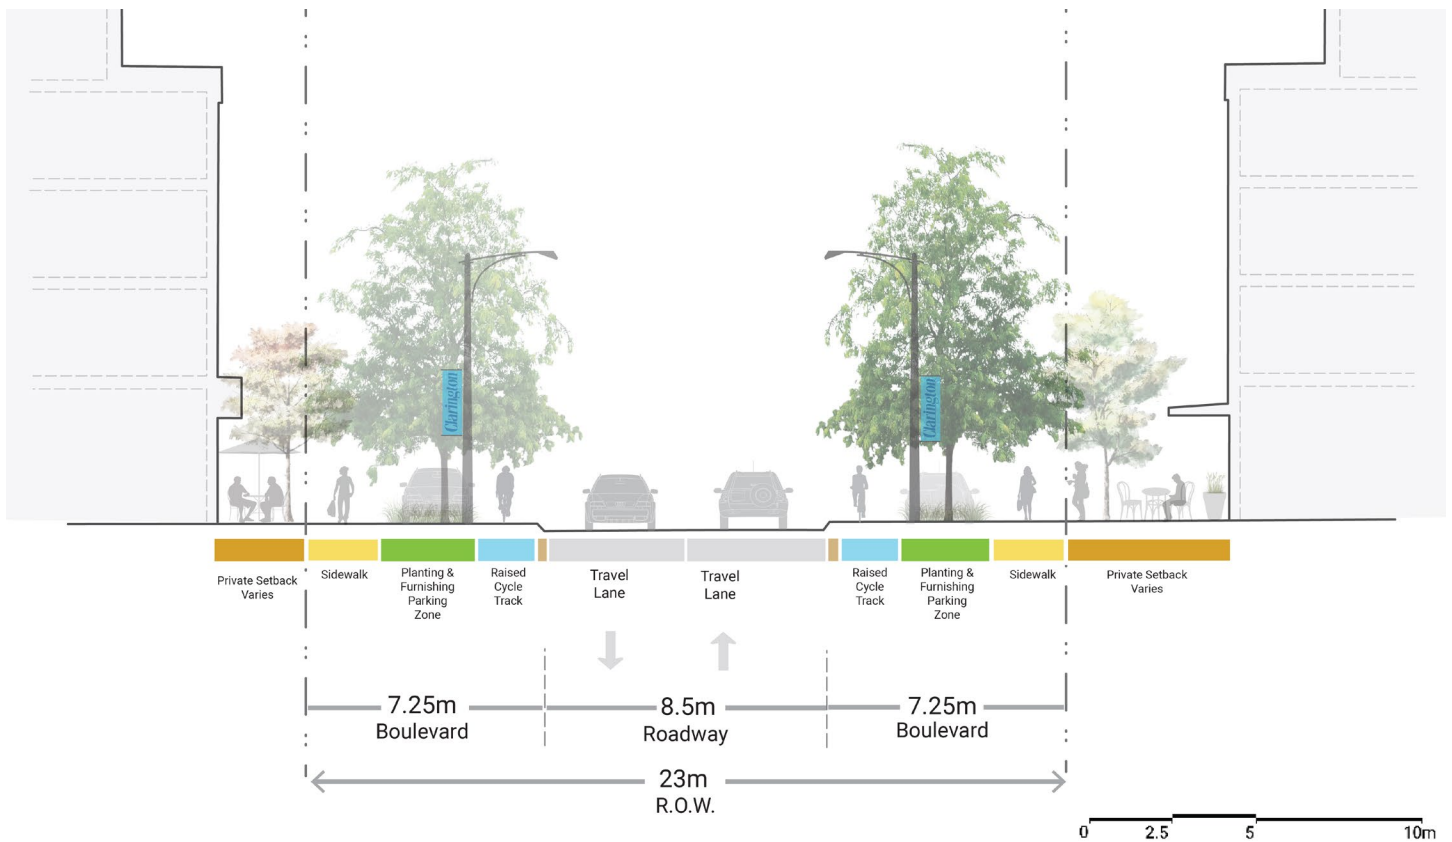 Clarington
Clarington
Private Setback
Varies
Sidewalk
Planting &
Furnishing
Parking
Zone
Raised
Cycle
Track
Travel
Lane
Travel
Lane
Raised
Cycle
Track
Planting &
Furnishing
Parking
Zone
Sidewalk
Private Setback
Varies
7.25m
Boulevard
8.5m
Roadway
7.25m
Boulevard
23m
R.O.W.
0 2.5 5 10m